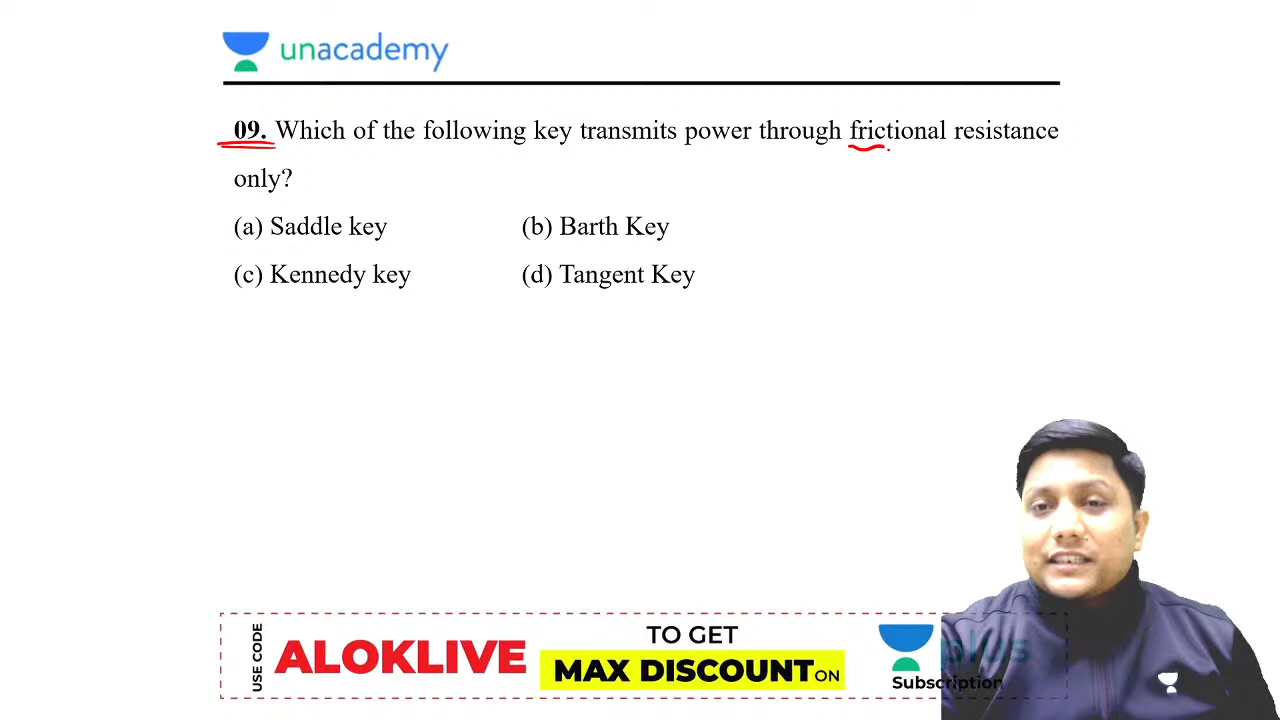 unacademy
09. Which of the following key transmits power through frictional resistance
only?
(a) Saddle key (b) Barth Key
(c) Kennedy key (d) Tangent Key
USE CODE
ALOKLIVE
TO GET
MAX DISCOUNT ON
plus
Subscription